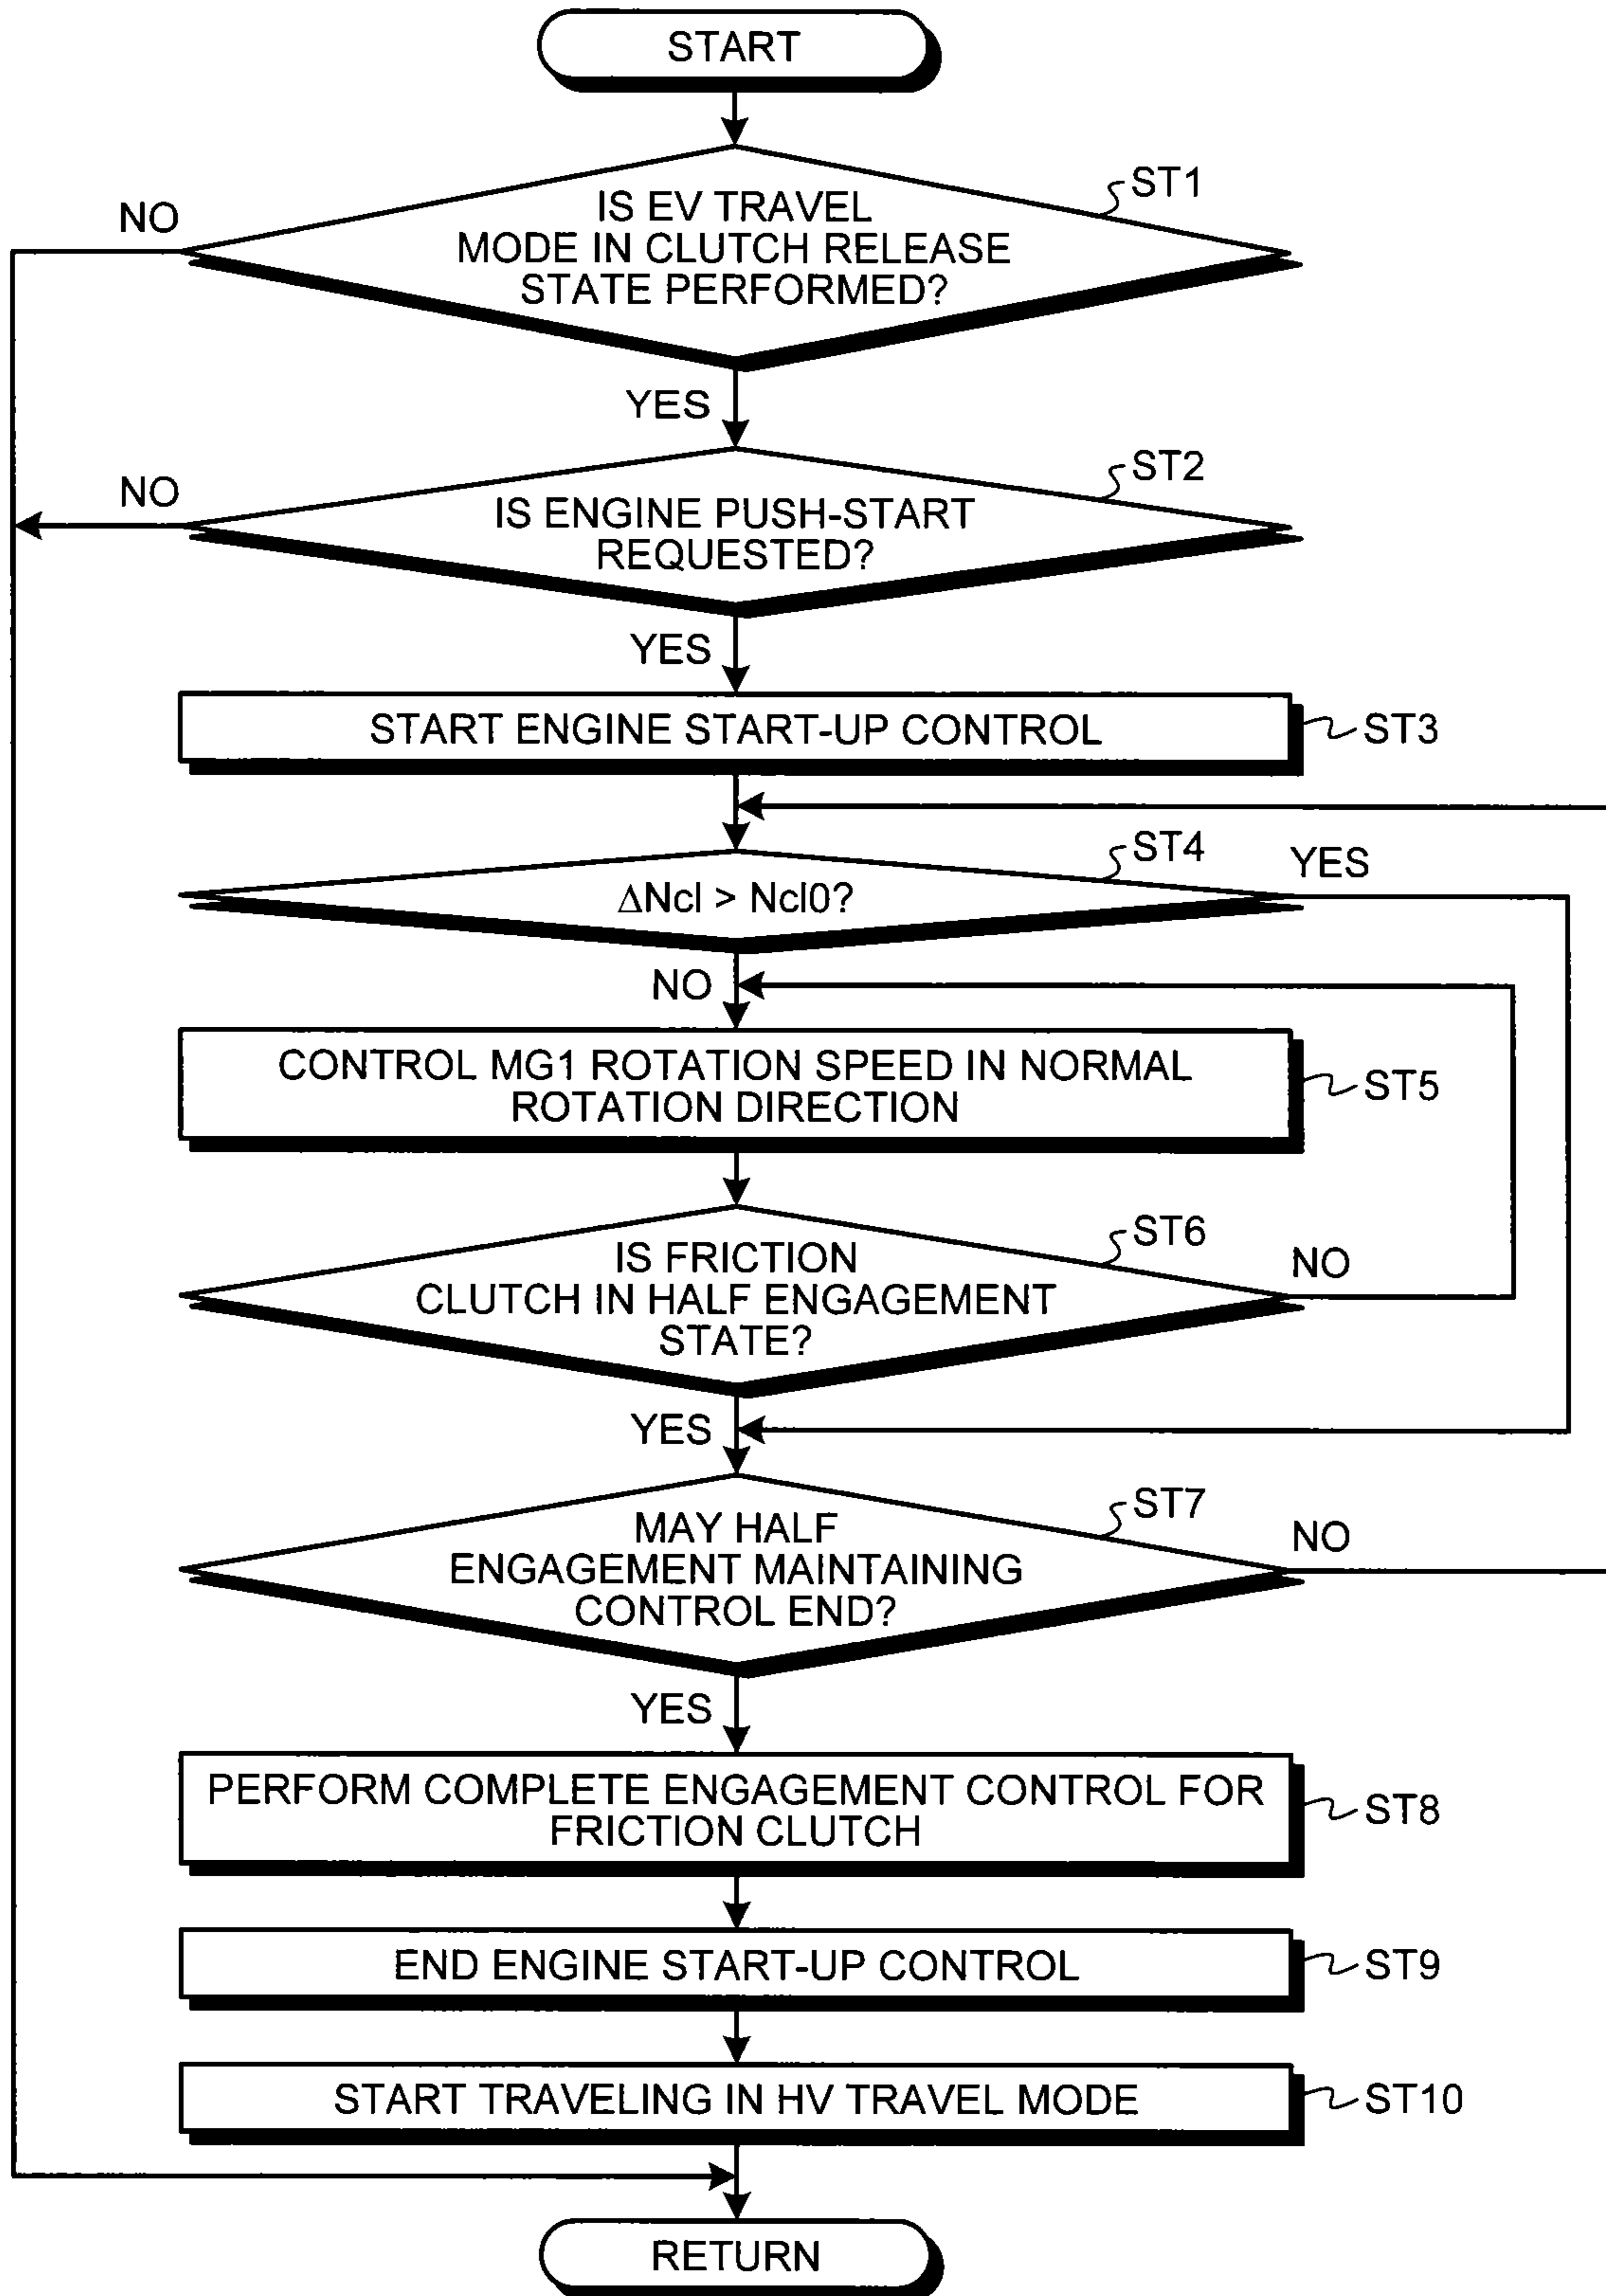 START
ST1
NO
IS EV TRAVEL
MODE IN CLUTCH RELEASE
STATE PERFORMED?
YES
ST2
NO
IS ENGINE PUSH-START
REQUESTED?
YES
START ENGINE START-UP CONTROL
ST3
ST4
YES
ΔNcl > Ncl0?
NO
CONTROL MG1 ROTATION SPEED IN NORMAL
ROTATION DIRECTION
ST5
ST6
NO
IS FRICTION
CLUTCH IN HALF ENGAGEMENT
STATE?
YES
ST7
NO
MAY HALF
ENGAGEMENT MAINTAINING
CONTROL END?
YES
PERFORM COMPLETE ENGAGEMENT CONTROL FOR
FRICTION CLUTCH
ST8
END ENGINE START-UP CONTROL
ST9
START TRAVELING IN HV TRAVEL MODE
ST10
RETURN